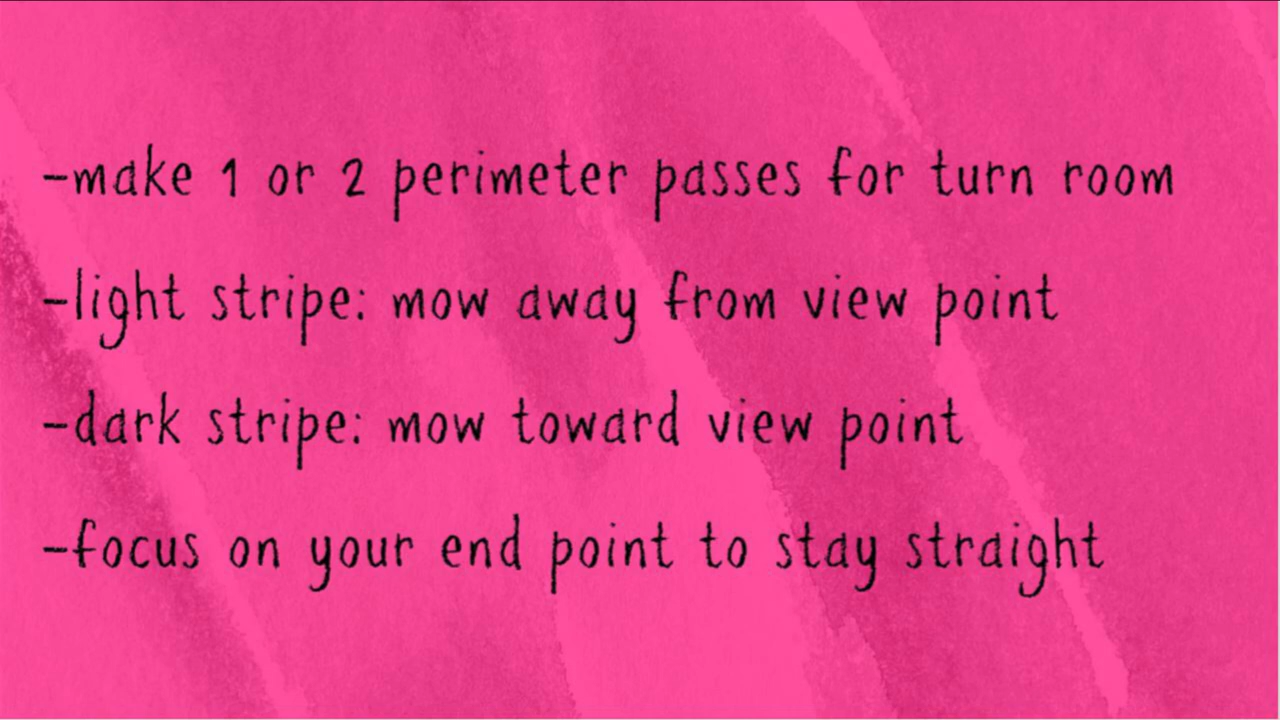 -make 1 or 2 perimeter passes for turn room
-light stripe: mow away from view point
-dark stripe: mow toward view point
-focus on your end point to stay straight